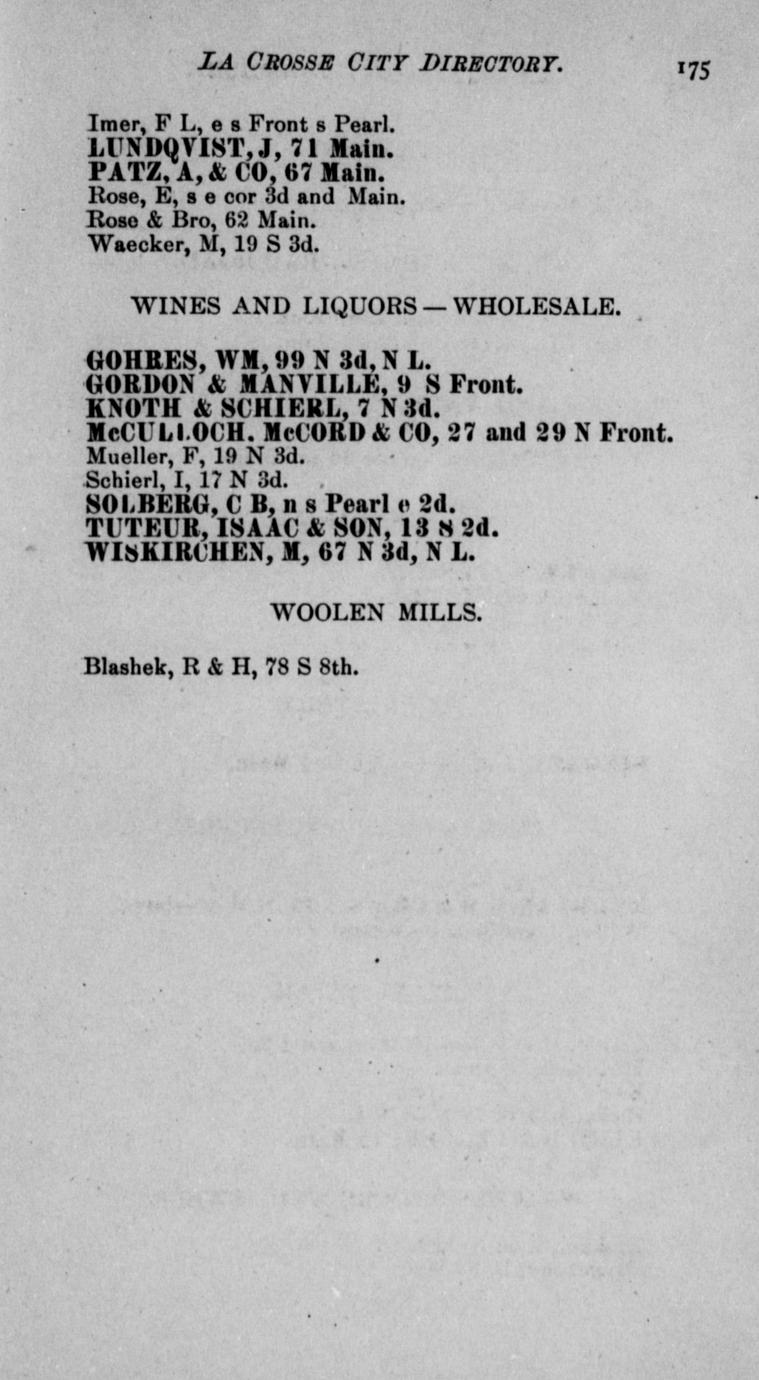 LA CROSSE CITY DIRECTORY. 175
Imer, F L, e s Front s Pearl.
LUNDQVIST, J, 71 Main.
PATZ, A, & CO, 67 Main.
Rose, E, s e cor 3d and Main.
Rose & Bro, 62 Main.
Waecker, M, 19 S 3d.
WINES AND LIQUORS — WHOLESALE.
GOHRES, WM, 99 N 3d, N L.
GORDON & MANVILLE, 9 S Front.
KNOTH & SCHIERL, 7 N 3d.
McCULLOCH. McCORD & CO, 27 and 29 N Front.
Mueller, F, 19 N 3d.
Schierl, I, 17 N 3d.
SOLBERG, C B, n s Pearl e 2d.
TUTEUR, ISAAC & SON, 13 S 2d.
WISKIRCHEN, M, 67 N 3d, N L.
WOOLEN MILLS.
Blashek, R & H, 78 S 8th.